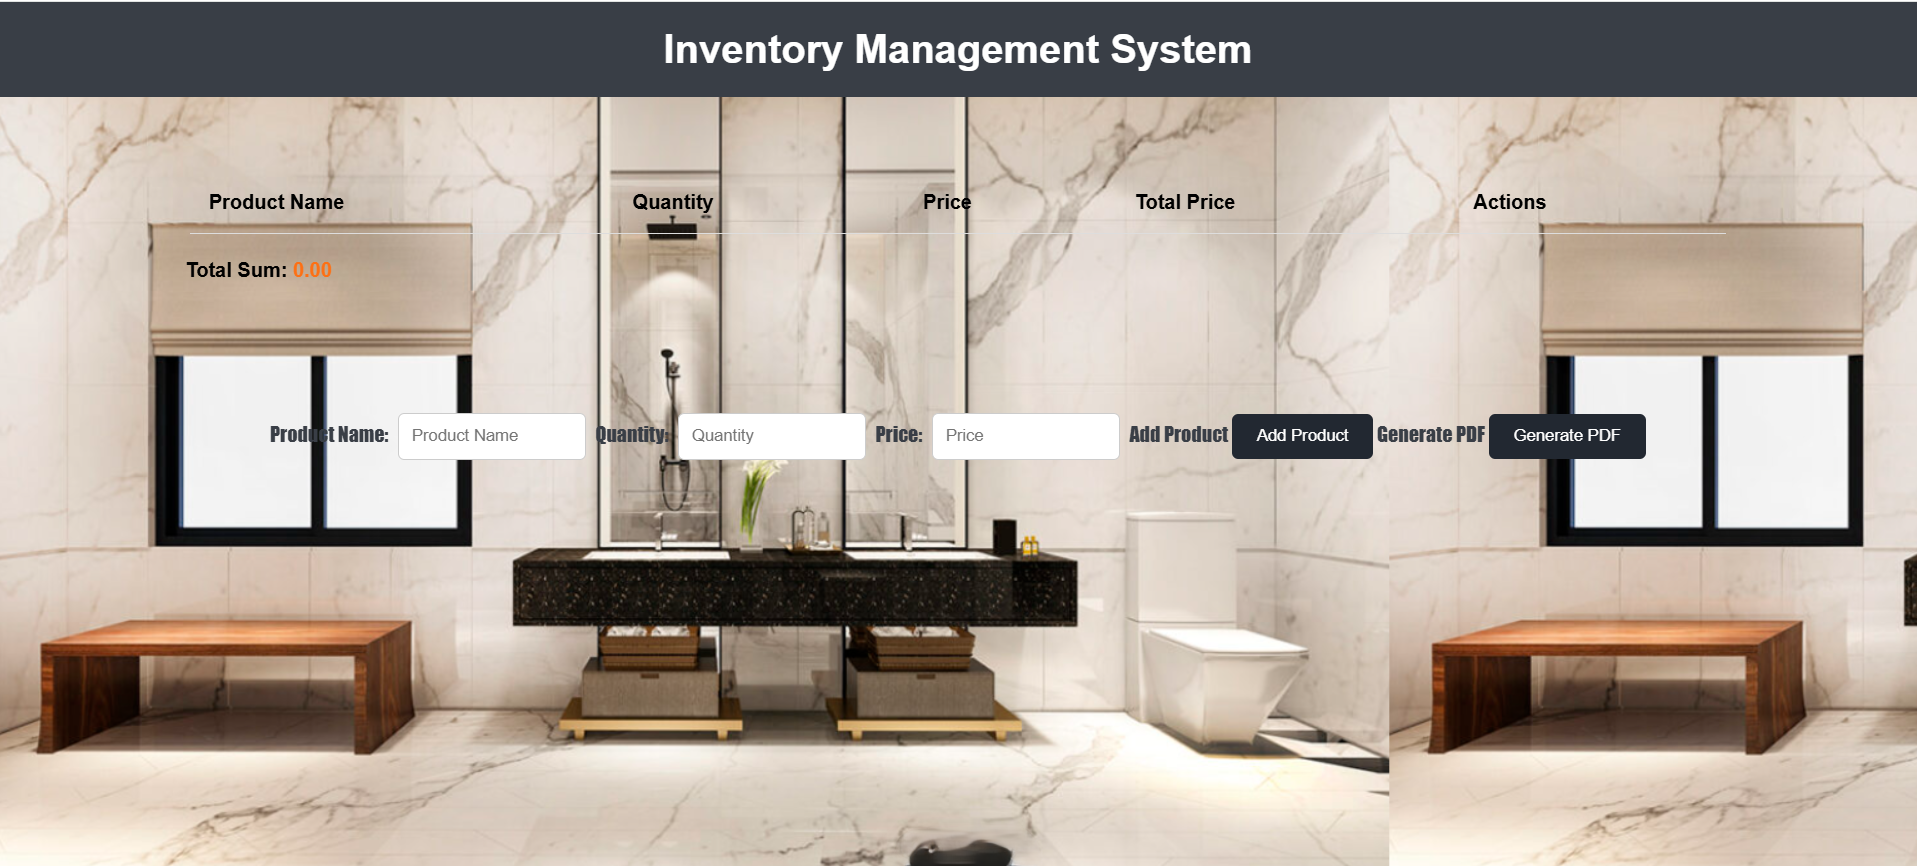 Inventory Management System
Product Name Quantity Price Total Price Actions
Total Sum: 0.00
Product Name: Product Name Quantity: Quantity Price: Price Add Product Add Product Generate PDF Generate PDF